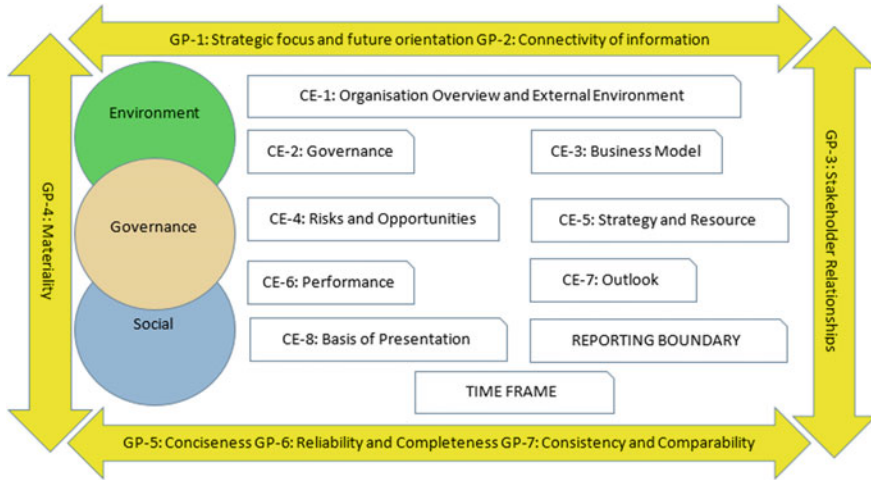 GP-1: Strategic focus and future orientation GP-2: Connectivity of information
GP-4: Materiality
Environment
Governance
Social
CE-1: Organisation Overview and External Environment
CE-2: Governance
CE-3: Business Model
CE-4: Risks and Opportunities
CE-5: Strategy and Resource
CE-6: Performance
CE-7: Outlook
CE-8: Basis of Presentation
REPORTING BOUNDARY
TIME FRAME
GP-3: Stakeholder Relationships
GP-5: Conciseness GP-6: Reliability and Completeness GP-7: Consistency and Comparability